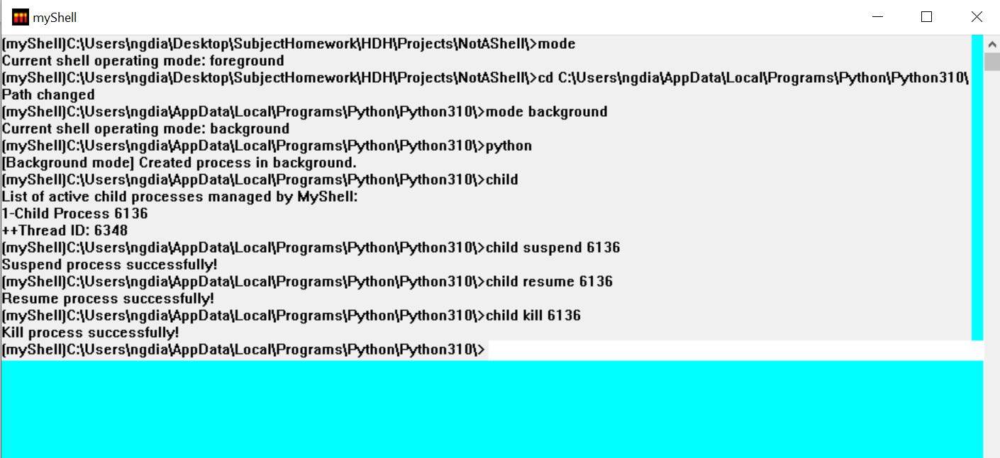 myShell
(myShell)C:\Users\ngdia\Desktop\SubjectHomework\HDH\Projects\NotAShell\>mode
Current shell operating mode: foreground
(myShell)C:\Users\ngdia\Desktop\SubjectHomework\HDH\Projects\NotAShell\>cd C:\Users\ngdia\AppData\Local\Programs\Python\Python310\
Path changed
(myShell)C:\Users\ngdia\AppData\Local\Programs\Python\Python310\>mode background
Current shell operating mode: background
(myShell)C:\Users\ngdia\AppData\Local\Programs\Python\Python310\>python
[Background mode] Created process in background.
(myShell)C:\Users\ngdia\AppData\Local\Programs\Python\Python310\>child
List of active child processes managed by MyShell:
1-Child Process 6136
++Thread ID: 6348
(myShell)C:\Users\ngdia\AppData\Local\Programs\Python\Python310\>child suspend 6136
Suspend process successfully!
(myShell)C:\Users\ngdia\AppData\Local\Programs\Python\Python310\>child resume 6136
Resume process successfully!
(myShell)C:\Users\ngdia\AppData\Local\Programs\Python\Python310\>child kill 6136
Kill process successfully!
(myShell)C:\Users\ngdia\AppData\Local\Programs\Python\Python310\>